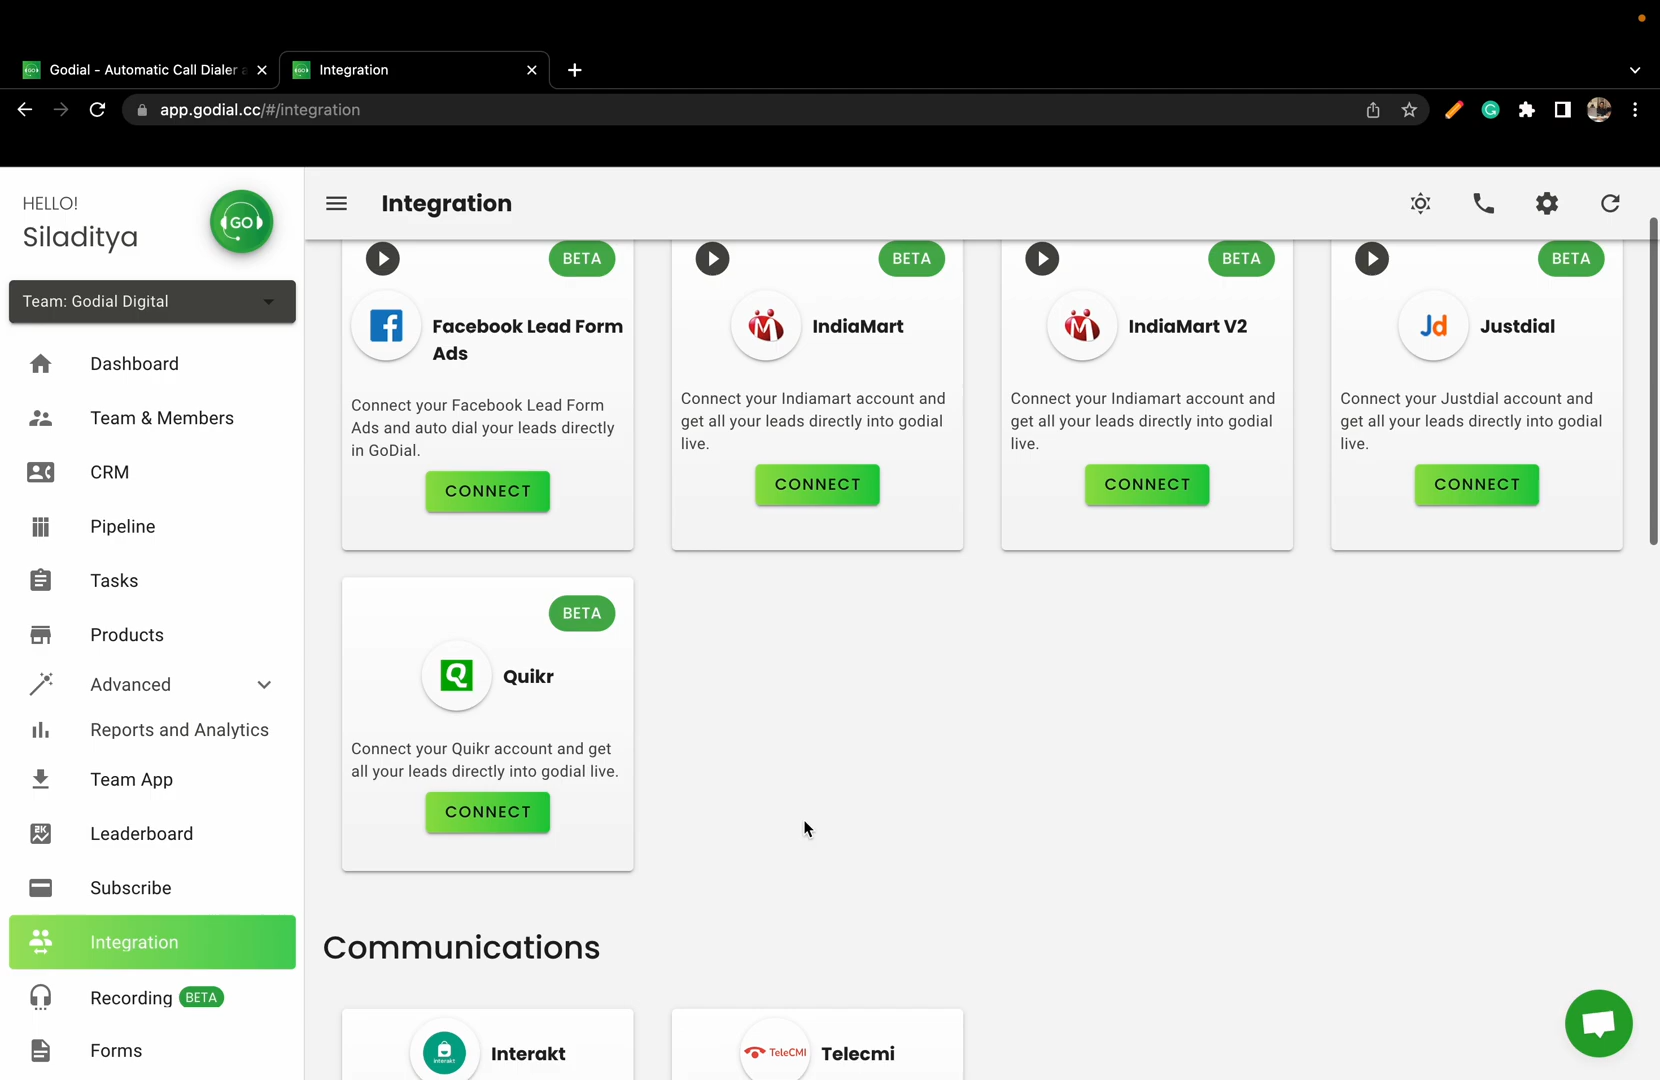 Godial - Automatic Call Dialer a
Integration
app.godial.cc/#/integration
HELLO!
Siladitya
GO
Team: Godial Digital
Dashboard
Team & Members
CRM
Pipeline
Tasks
Products
Advanced
Reports and Analytics
Team App
2K
Leaderboard
Subscribe
Integration
Recording BETA
Forms
Integration
BETA
Facebook Lead Form
Ads
Connect your Facebook Lead Form
Ads and auto dial your leads directly
in GoDial.
CONNECT
BETA
IndiaMart
Connect your Indiamart account and
get all your leads directly into godial
live.
CONNECT
BETA
IndiaMart V2
Connect your Indiamart account and
get all your leads directly into godial
live.
CONNECT
BETA
Jd Justdial
Connect your Justdial account and
get all your leads directly into godial
live.
CONNECT
BETA
Q Quikr
Connect your Quikr account and get
all your leads directly into godial live.
CONNECT
Communications
interakt Interakt
TeleCMI Telecmi